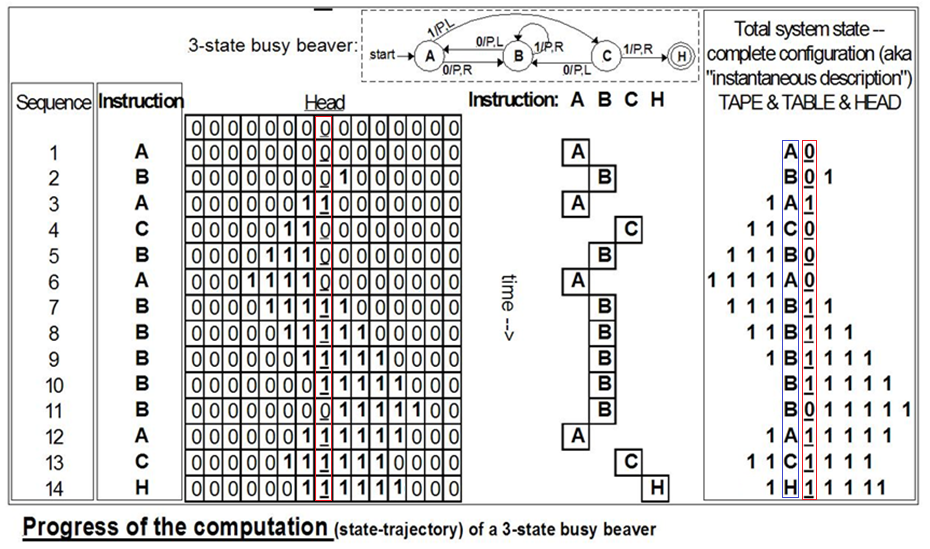 3-state busy beaver:
1/P,L
start
A
0/P,L
0/P,R
B
1/P,R
0/P,L
C
1/P,R
H
Total system state --
complete configuration (aka
"instantaneous description")
TAPE & TABLE & HEAD
Sequence Instruction Head Instruction: A B C H
0 0 0 0 0 0 0 0 0 0 0 0 0 0 0
1 A 0 0 0 0 0 0 0 0 0 0 0 0 0 0 0 A A 0
2 B 0 0 0 0 0 0 0 0 1 0 0 0 0 0 0 B B 0 1
3 A 0 0 0 0 0 0 1 1 0 0 0 0 0 0 0 A 1 A 1
4 C 0 0 0 0 0 1 1 0 0 0 0 0 0 0 0 C 1 1 C 0
5 B 0 0 0 0 1 1 1 0 0 0 0 0 0 0 0 B 1 1 1 B 0
6 A 0 0 0 1 1 1 1 0 0 0 0 0 0 0 0 A 1 1 1 1 A 0
7 B 0 0 0 0 1 1 1 1 1 0 0 0 0 0 0 B 1 1 1 B 1 1
8 B 0 0 0 0 0 1 1 1 1 1 0 0 0 0 0 B 1 1 B 1 1 1
9 B 0 0 0 0 0 0 1 1 1 1 1 0 0 0 0 B 1 B 1 1 1 1
10 B 0 0 0 0 0 0 0 1 1 1 1 1 0 0 0 B B 1 1 1 1 1
11 B 0 0 0 0 0 0 0 0 1 1 1 1 1 0 0 B B 0 1 1 1 1 1
12 A 0 0 0 0 0 0 1 1 1 1 1 1 0 0 0 A 1 A 1 1 1 1 1
13 C 0 0 0 0 0 1 1 1 1 1 1 0 0 0 0 C 1 1 C 1 1 1 1
14 H 0 0 0 0 0 0 1 1 1 1 1 1 0 0 0 H 1 H 1 1 1 11
time -->
Progress of the computation (state-trajectory) of a 3-state busy beaver